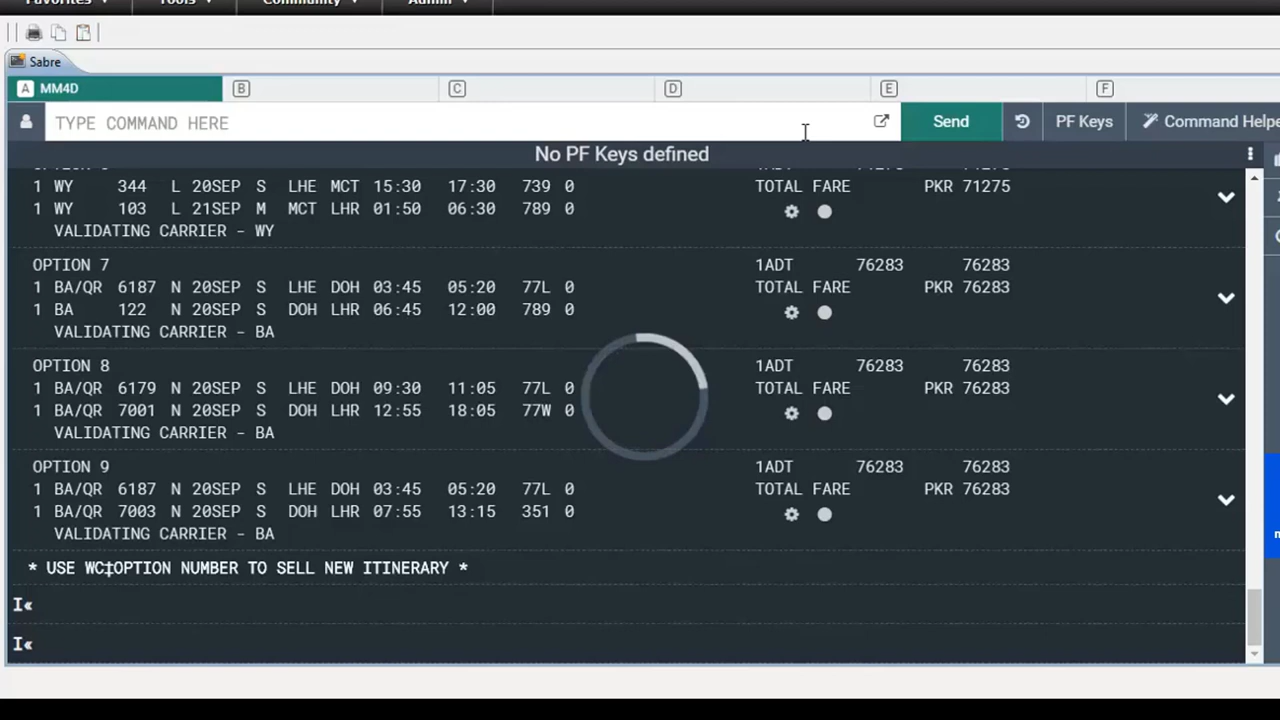 Favorites Tools Community Admin
Sabre
A MM4D B C D E F
TYPE COMMAND HERE Send PF Keys Command Helpe
No PF Keys defined
1 WY 344 L 20SEP S LHE MCT 15:30 17:30 739 0 TOTAL FARE PKR 71275
1 WY 103 L 21SEP M MCT LHR 01:50 06:30 789 0
VALIDATING CARRIER - WY
OPTION 7 1ADT 76283 76283
1 BA/QR 6187 N 20SEP S LHE DOH 03:45 05:20 77L 0 TOTAL FARE PKR 76283
1 BA 122 N 20SEP S DOH LHR 06:45 12:00 789 0
VALIDATING CARRIER - BA
OPTION 8 1ADT 76283 76283
1 BA/QR 6179 N 20SEP S LHE DOH 09:30 11:05 77L 0 TOTAL FARE PKR 76283
1 BA/QR 7001 N 20SEP S DOH LHR 12:55 18:05 77W 0
VALIDATING CARRIER - BA
OPTION 9 1ADT 76283 76283
1 BA/QR 6187 N 20SEP S LHE DOH 03:45 05:20 77L 0 TOTAL FARE PKR 76283
1 BA/QR 7003 N 20SEP S DOH LHR 07:55 13:15 351 0
VALIDATING CARRIER - BA
* USE WC‡OPTION NUMBER TO SELL NEW ITINERARY *
I«
I«